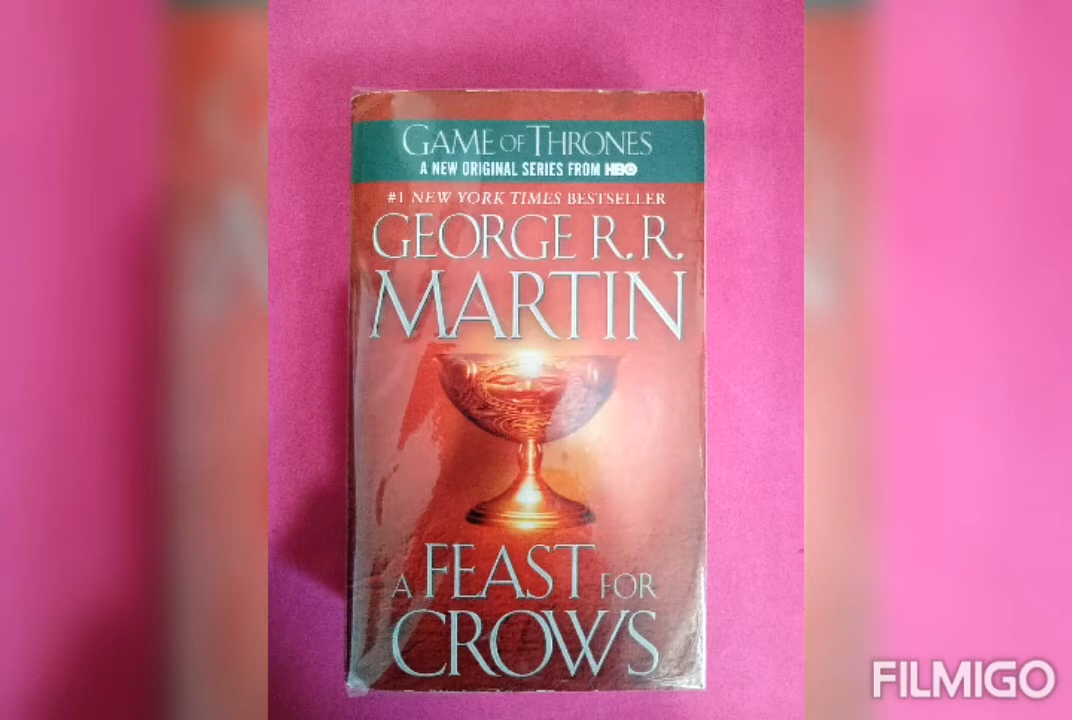 GAME OF THRONES
A NEW ORIGINAL SERIES FROM HBO
#1 NEW YORK TIMES BESTSELLER
GEORGE R.R.
MARTIN
A FEAST FOR
CROWS
FILMIGO